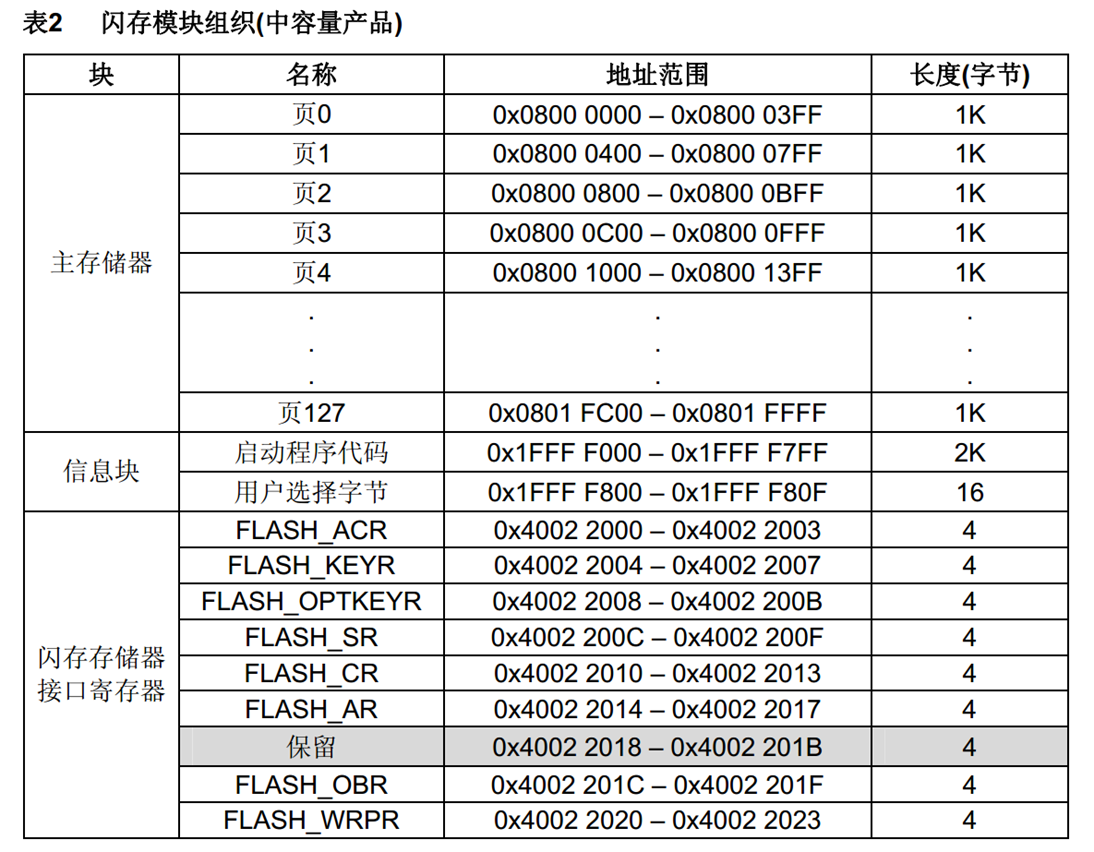 表2 闪存模块组织(中容量产品)
块 名称 地址范围 长度(字节)
主存储器 页0 0x0800 0000 – 0x0800 03FF 1K
页1 0x0800 0400 – 0x0800 07FF 1K
页2 0x0800 0800 – 0x0800 0BFF 1K
页3 0x0800 0C00 – 0x0800 0FFF 1K
页4 0x0800 1000 – 0x0800 13FF 1K
. . .
. . .
. . .
页127 0x0801 FC00 – 0x0801 FFFF 1K
信息块 启动程序代码 0x1FFF F000 – 0x1FFF F7FF 2K
用户选择字节 0x1FFF F800 – 0x1FFF F80F 16
闪存存储器
接口寄存器 FLASH_ACR 0x4002 2000 – 0x4002 2003 4
FLASH_KEYR 0x4002 2004 – 0x4002 2007 4
FLASH_OPTKEYR 0x4002 2008 – 0x4002 200B 4
FLASH_SR 0x4002 200C – 0x4002 200F 4
FLASH_CR 0x4002 2010 – 0x4002 2013 4
FLASH_AR 0x4002 2014 – 0x4002 2017 4
保留 0x4002 2018 – 0x4002 201B 4
FLASH_OBR 0x4002 201C – 0x4002 201F 4
FLASH_WRPR 0x4002 2020 – 0x4002 2023 4